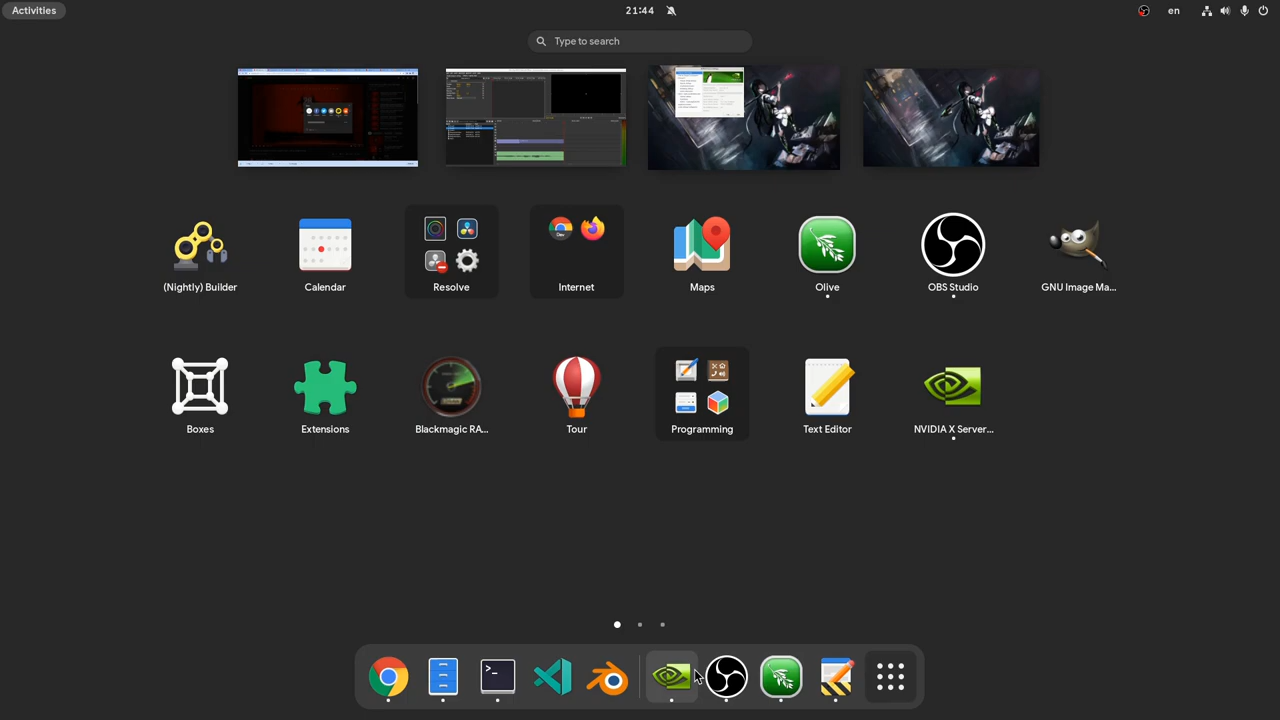 Activities
21:44
en
Type to search
(Nightly) Builder
Calendar
Resolve
Internet
Maps
Olive
OBS Studio
GNU Image Ma...
Boxes
Extensions
Blackmagic RA...
Tour
Programming
Text Editor
NVIDIA X Server...